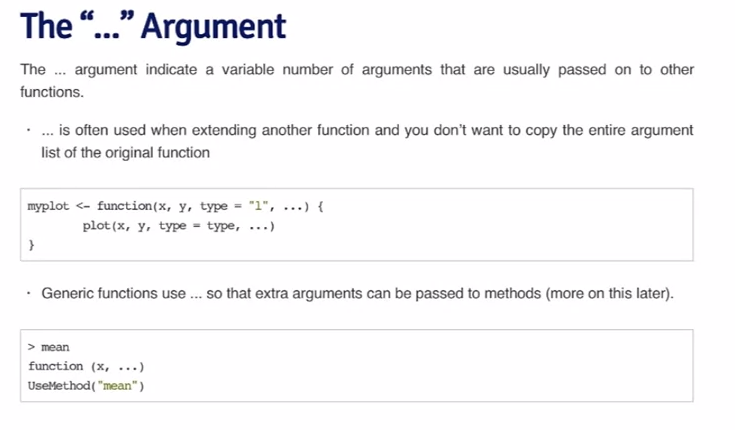 The “...” Argument
The ... argument indicate a variable number of arguments that are usually passed on to other
functions.
· ... is often used when extending another function and you don’t want to copy the entire argument
list of the original function
myplot <- function(x, y, type = "l", ...) {
plot(x, y, type = type, ...)
}
· Generic functions use ... so that extra arguments can be passed to methods (more on this later).
> mean
function (x, ...)
UseMethod("mean")